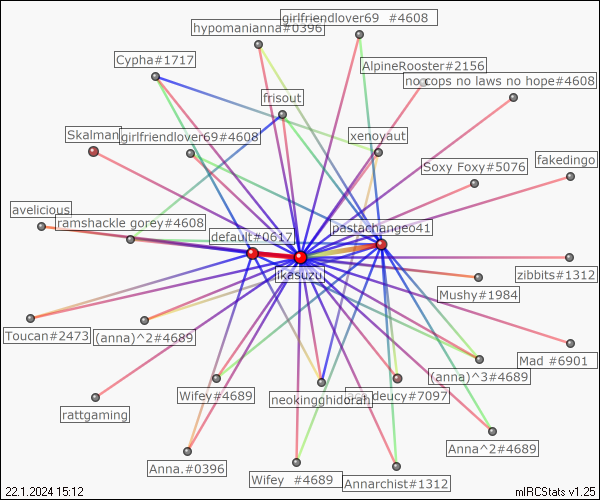 girlfriendlover69 #4608
hypomanianna#0396
Cypha#1717
AlpineRooster#2156
no cops no laws no hope#4608
frisout
Skalman
girlfriendlover69#4608
xenoyaut
Soxy Foxy#5076
fakedingo
avelicious
ramshackle gorey#4608
pastachangeo41
default#0617
ikasuzu
zibbits#1312
Mushy#1984
Toucan#2473
(anna)^2#4689
Mad #6901
(anna)^3#4689
Wifey#4689
neokingghidorah
deucy#7097
rattgaming
Anna^2#4689
Anna.#0396
Wifey #4689
Annarchist#1312
22.1.2024 15:12
mIRCStats v1.25